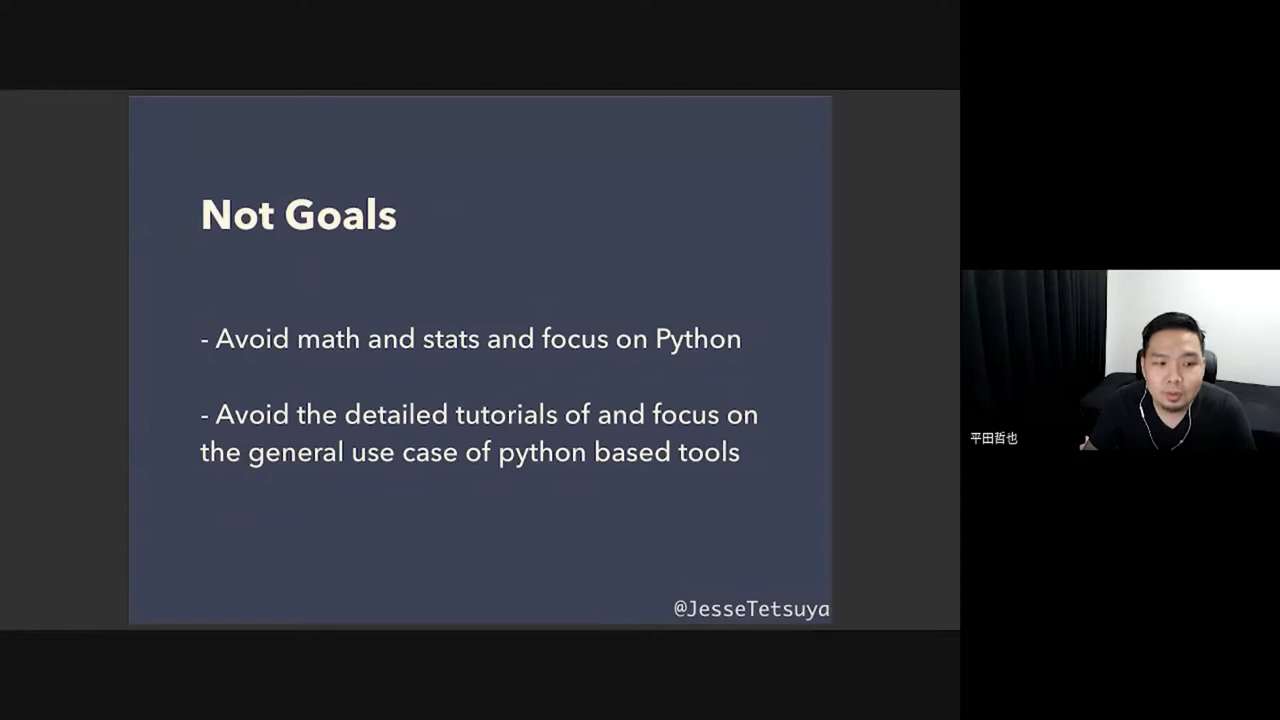 Not Goals
- Avoid math and stats and focus on Python
- Avoid the detailed tutorials of and focus on
the general use case of python based tools
@JesseTetsuya
平田哲也